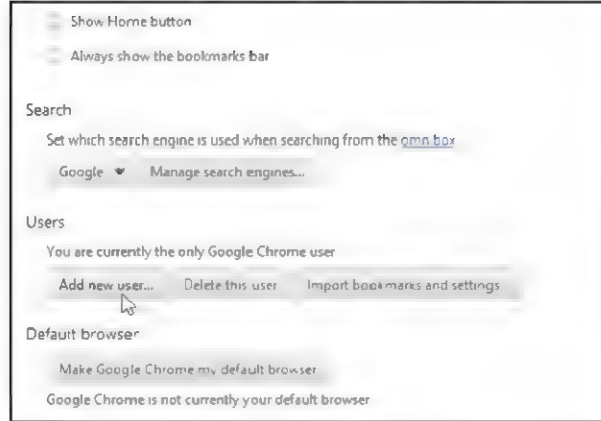 Show Home button
Always show the bookmarks bar
Search
Set which search engine is used when searching from the omnibox
Google Manage search engines...
Users
You are currently the only Google Chrome user
Add new user... Delete this user Import bookmarks and settings
Default browser
Make Google Chrome my default browser
Google Chrome is not currently your default browser